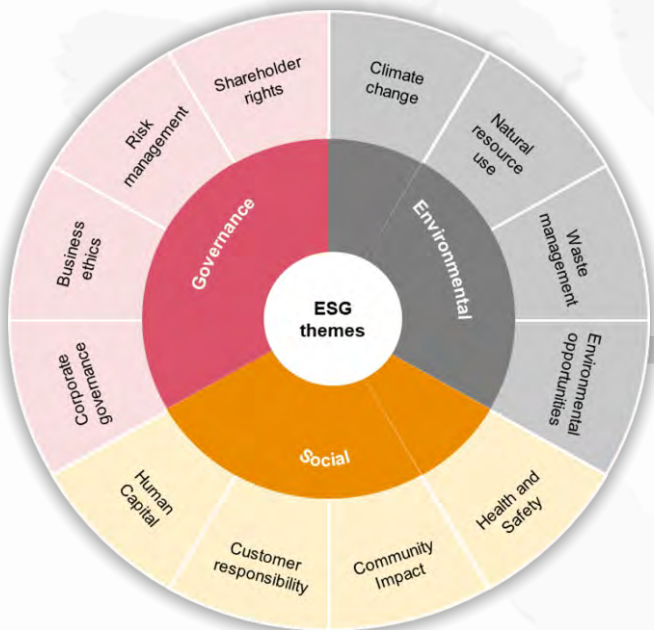 ESG
themes
Environmental
Social
Governance
Climate
change
Natural
resource
use
Waste
management
Environmental
opportunities
Health and
Safety
Community
Impact
Customer
responsibility
Human
Capital
Corporate
governance
Business
ethics
Risk
management
Shareholder
rights